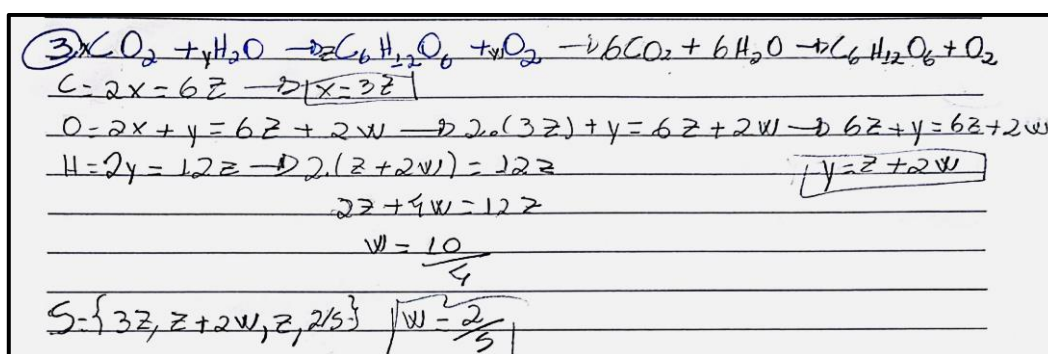 3 xCO₂ + yH₂O → zC₆H₁₂O₆ + wO₂ → 6CO₂ + 6H₂O → C₆H₁₂O₆ + O₂
C = 2x = 6z → x = 3z
O = 2x + y = 6z + 2w → 2.(3z) + y = 6z + 2w → 6z + y = 6z + 2w
H = 2y = 12z → 2.(z + 2w) = 12z y = z + 2w
2z + 4w = 12z
w = 10/4
S = {3z, z + 2w, z, 2/5} w = 2/5